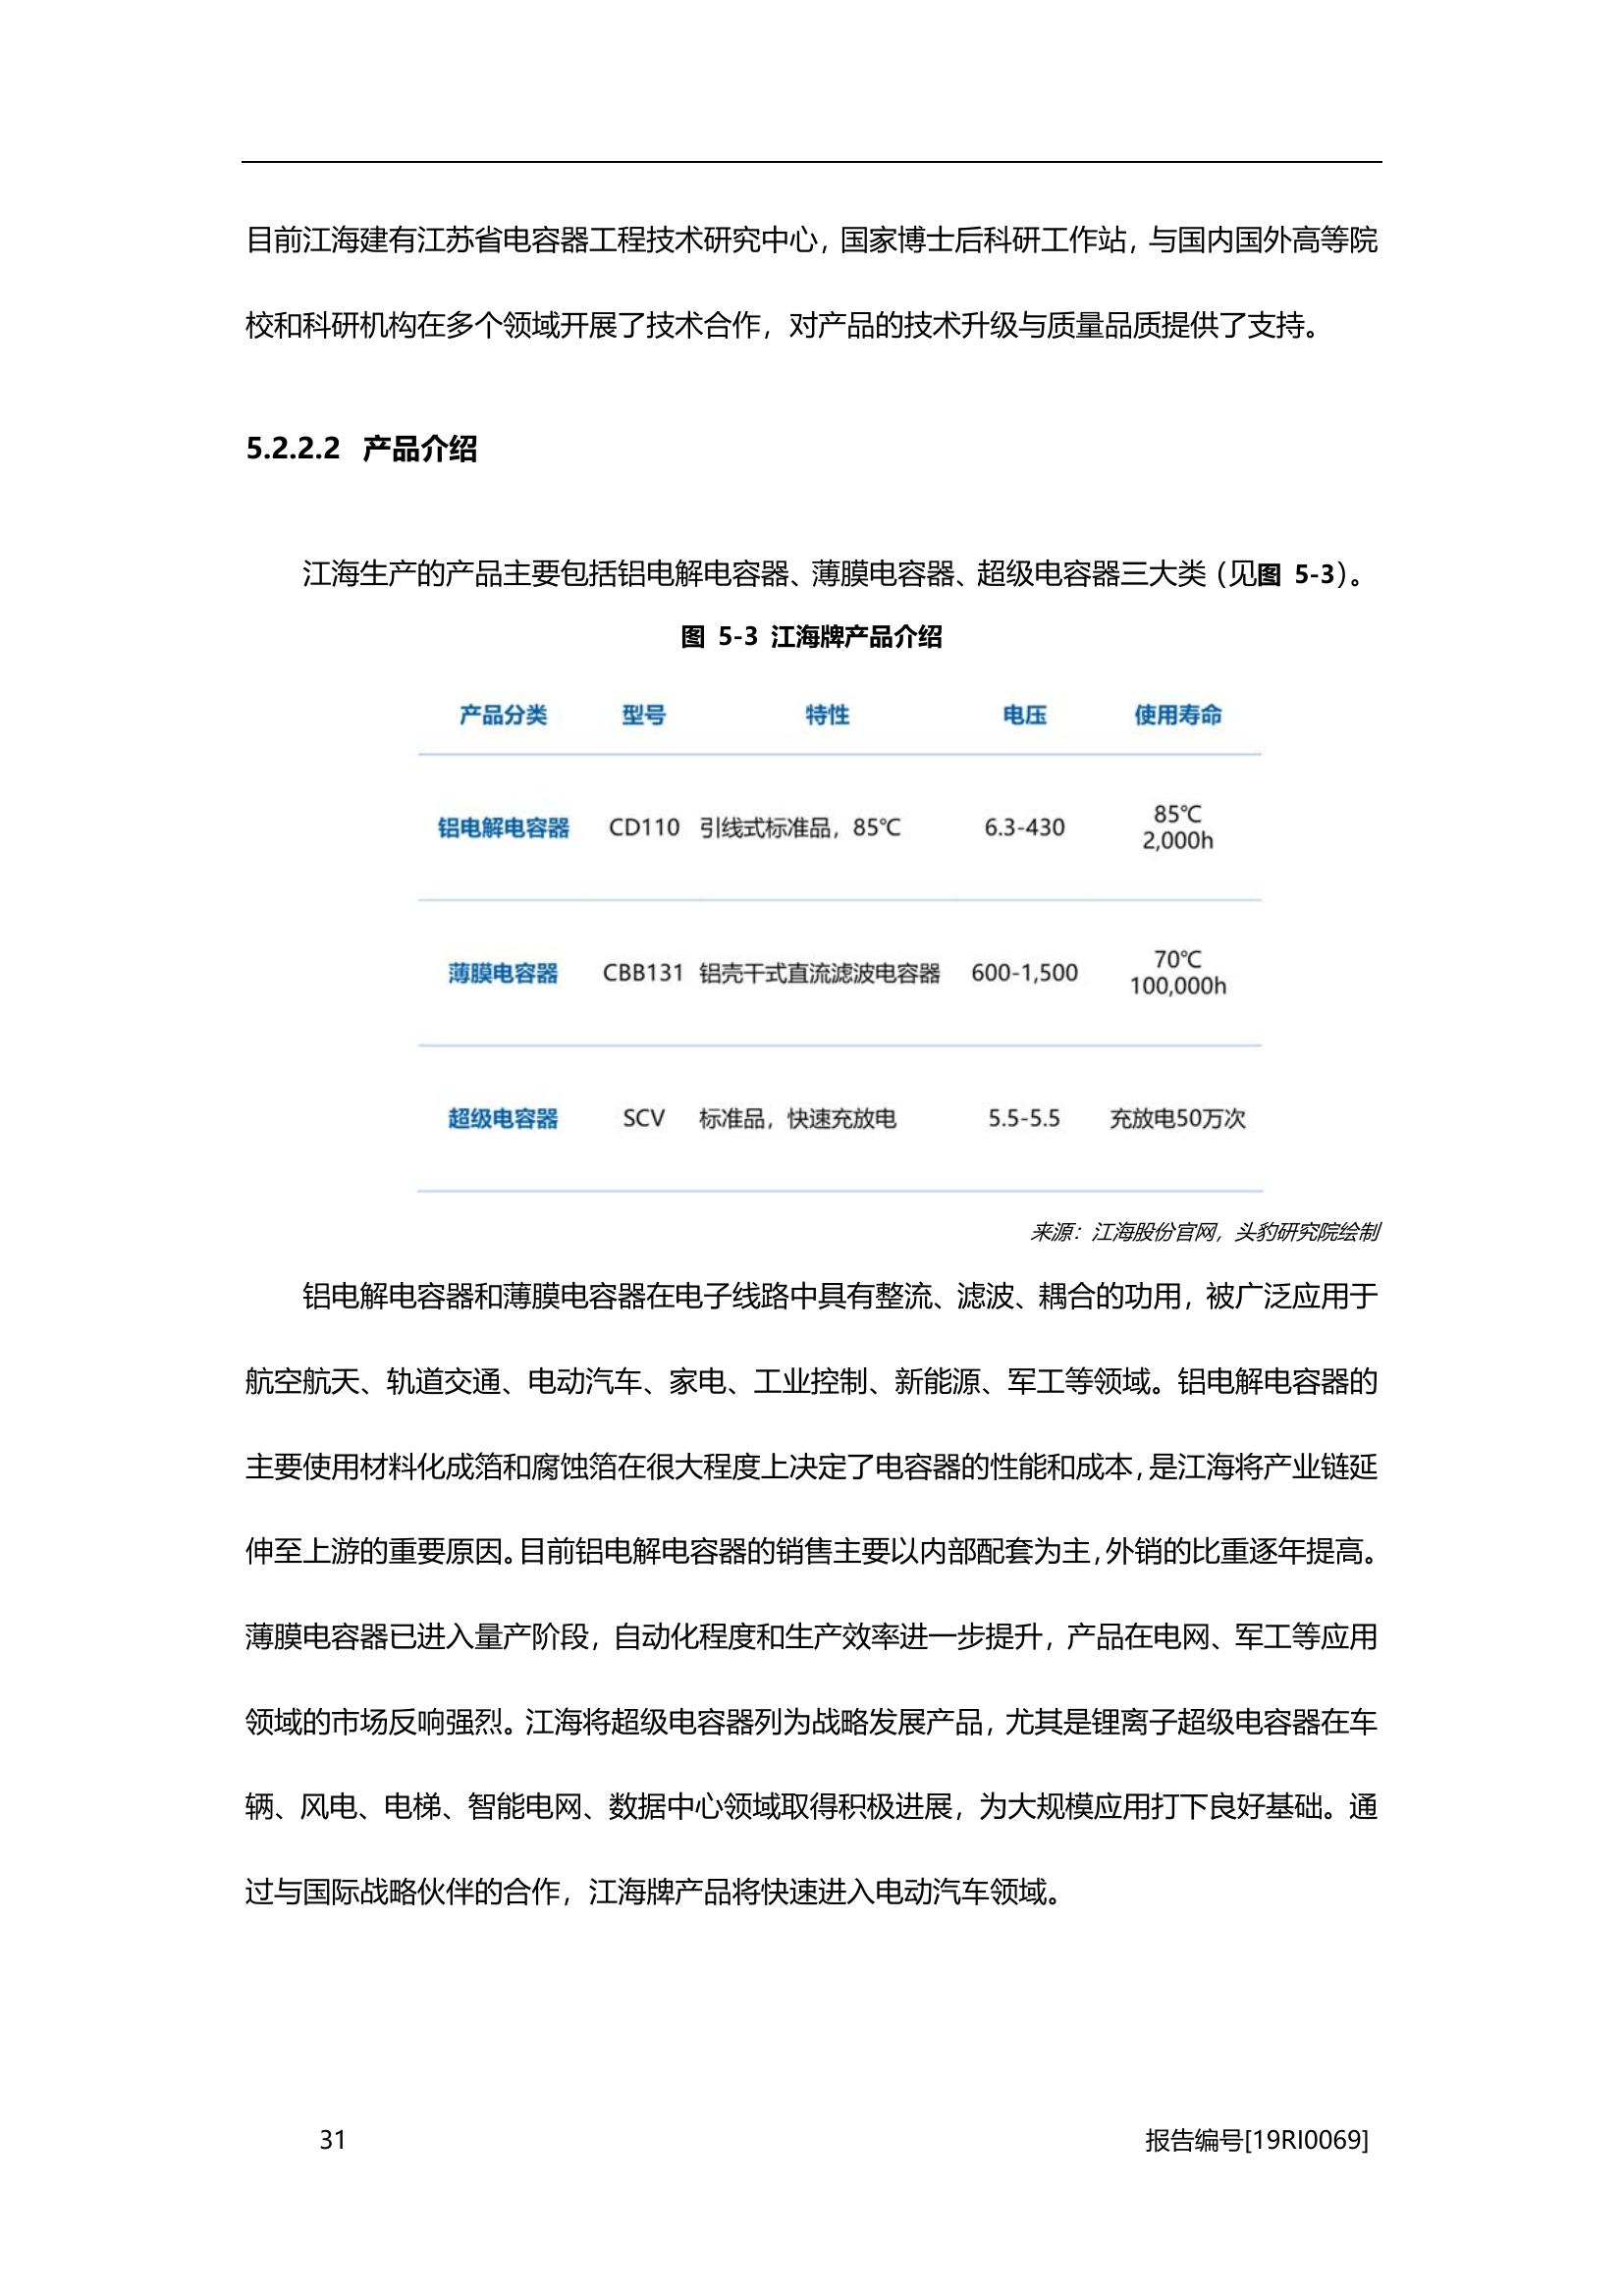 目前江海建有江苏省电容器工程技术研究中心，国家博士后科研工作站，与国内国外高等院
校和科研机构在多个领域开展了技术合作，对产品的技术升级与质量品质提供了支持。
5.2.2.2 产品介绍
江海生产的产品主要包括铝电解电容器、薄膜电容器、超级电容器三大类（见图 5-3）。
图 5-3 江海牌产品介绍
产品分类 型号 特性 电压 使用寿命
铝电解电容器 CD110 引线式标准品，85℃ 6.3-430 85℃
2,000h
薄膜电容器 CBB131 铝壳干式直流滤波电容器 600-1,500 70℃
100,000h
超级电容器 SCV 标准品，快速充放电 5.5-5.5 充放电50万次
来源：江海股份官网，头豹研究院绘制
铝电解电容器和薄膜电容器在电子线路中具有整流、滤波、耦合的功用，被广泛应用于
航空航天、轨道交通、电动汽车、家电、工业控制、新能源、军工等领域。铝电解电容器的
主要使用材料化成箔和腐蚀箔在很大程度上决定了电容器的性能和成本，是江海将产业链延
伸至上游的重要原因。目前铝电解电容器的销售主要以内部配套为主，外销的比重逐年提高。
薄膜电容器已进入量产阶段，自动化程度和生产效率进一步提升，产品在电网、军工等应用
领域的市场反响强烈。江海将超级电容器列为战略发展产品，尤其是锂离子超级电容器在车
辆、风电、电梯、智能电网、数据中心领域取得积极进展，为大规模应用打下良好基础。通
过与国际战略伙伴的合作，江海牌产品将快速进入电动汽车领域。
31 报告编号[19RI0069]